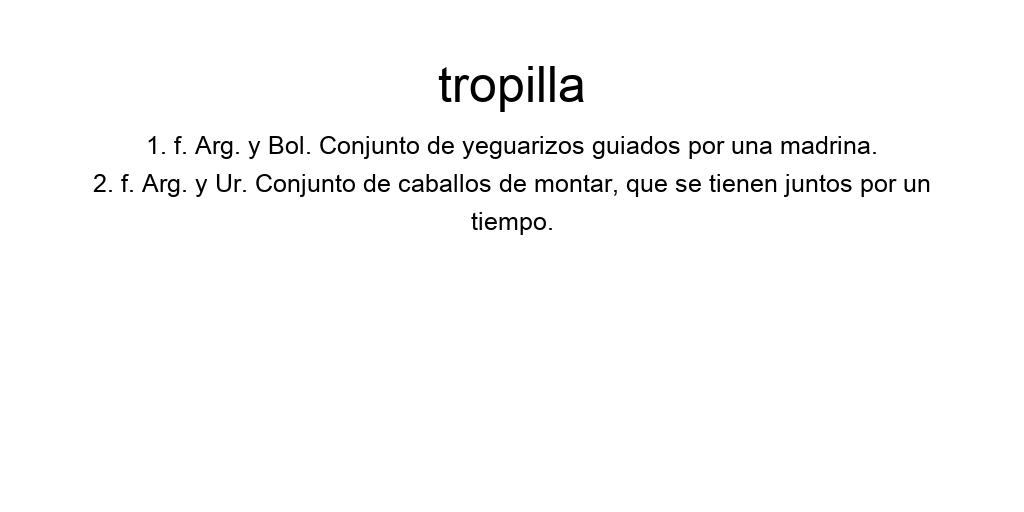 tropilla
1. f. Arg. y Bol. Conjunto de yeguarizos guiados por una madrina.
2. f. Arg. y Ur. Conjunto de caballos de montar, que se tienen juntos por un
tiempo.